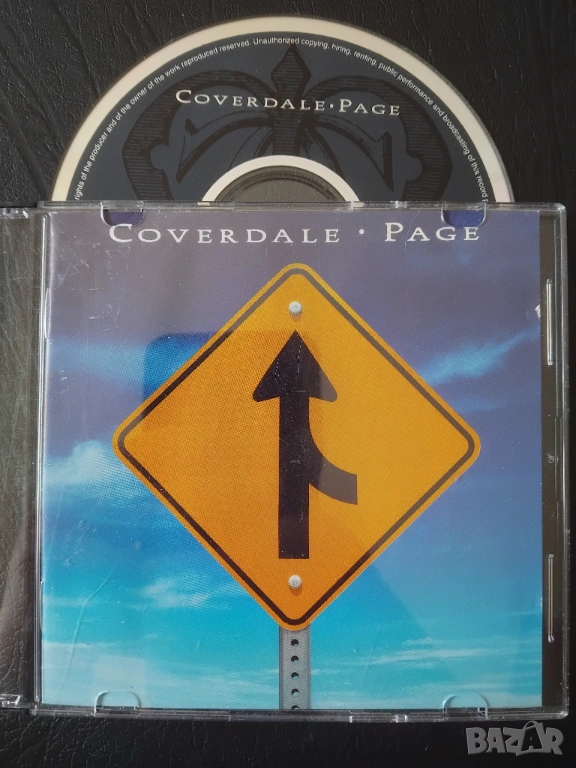 rights of the producer and of the owner of the work reproduced reserved. Unauthorized copying, hiring, renting, public performance and broadcasting of this record
COVERDALE • PAGE
COVERDALE • PAGE
BAZAR